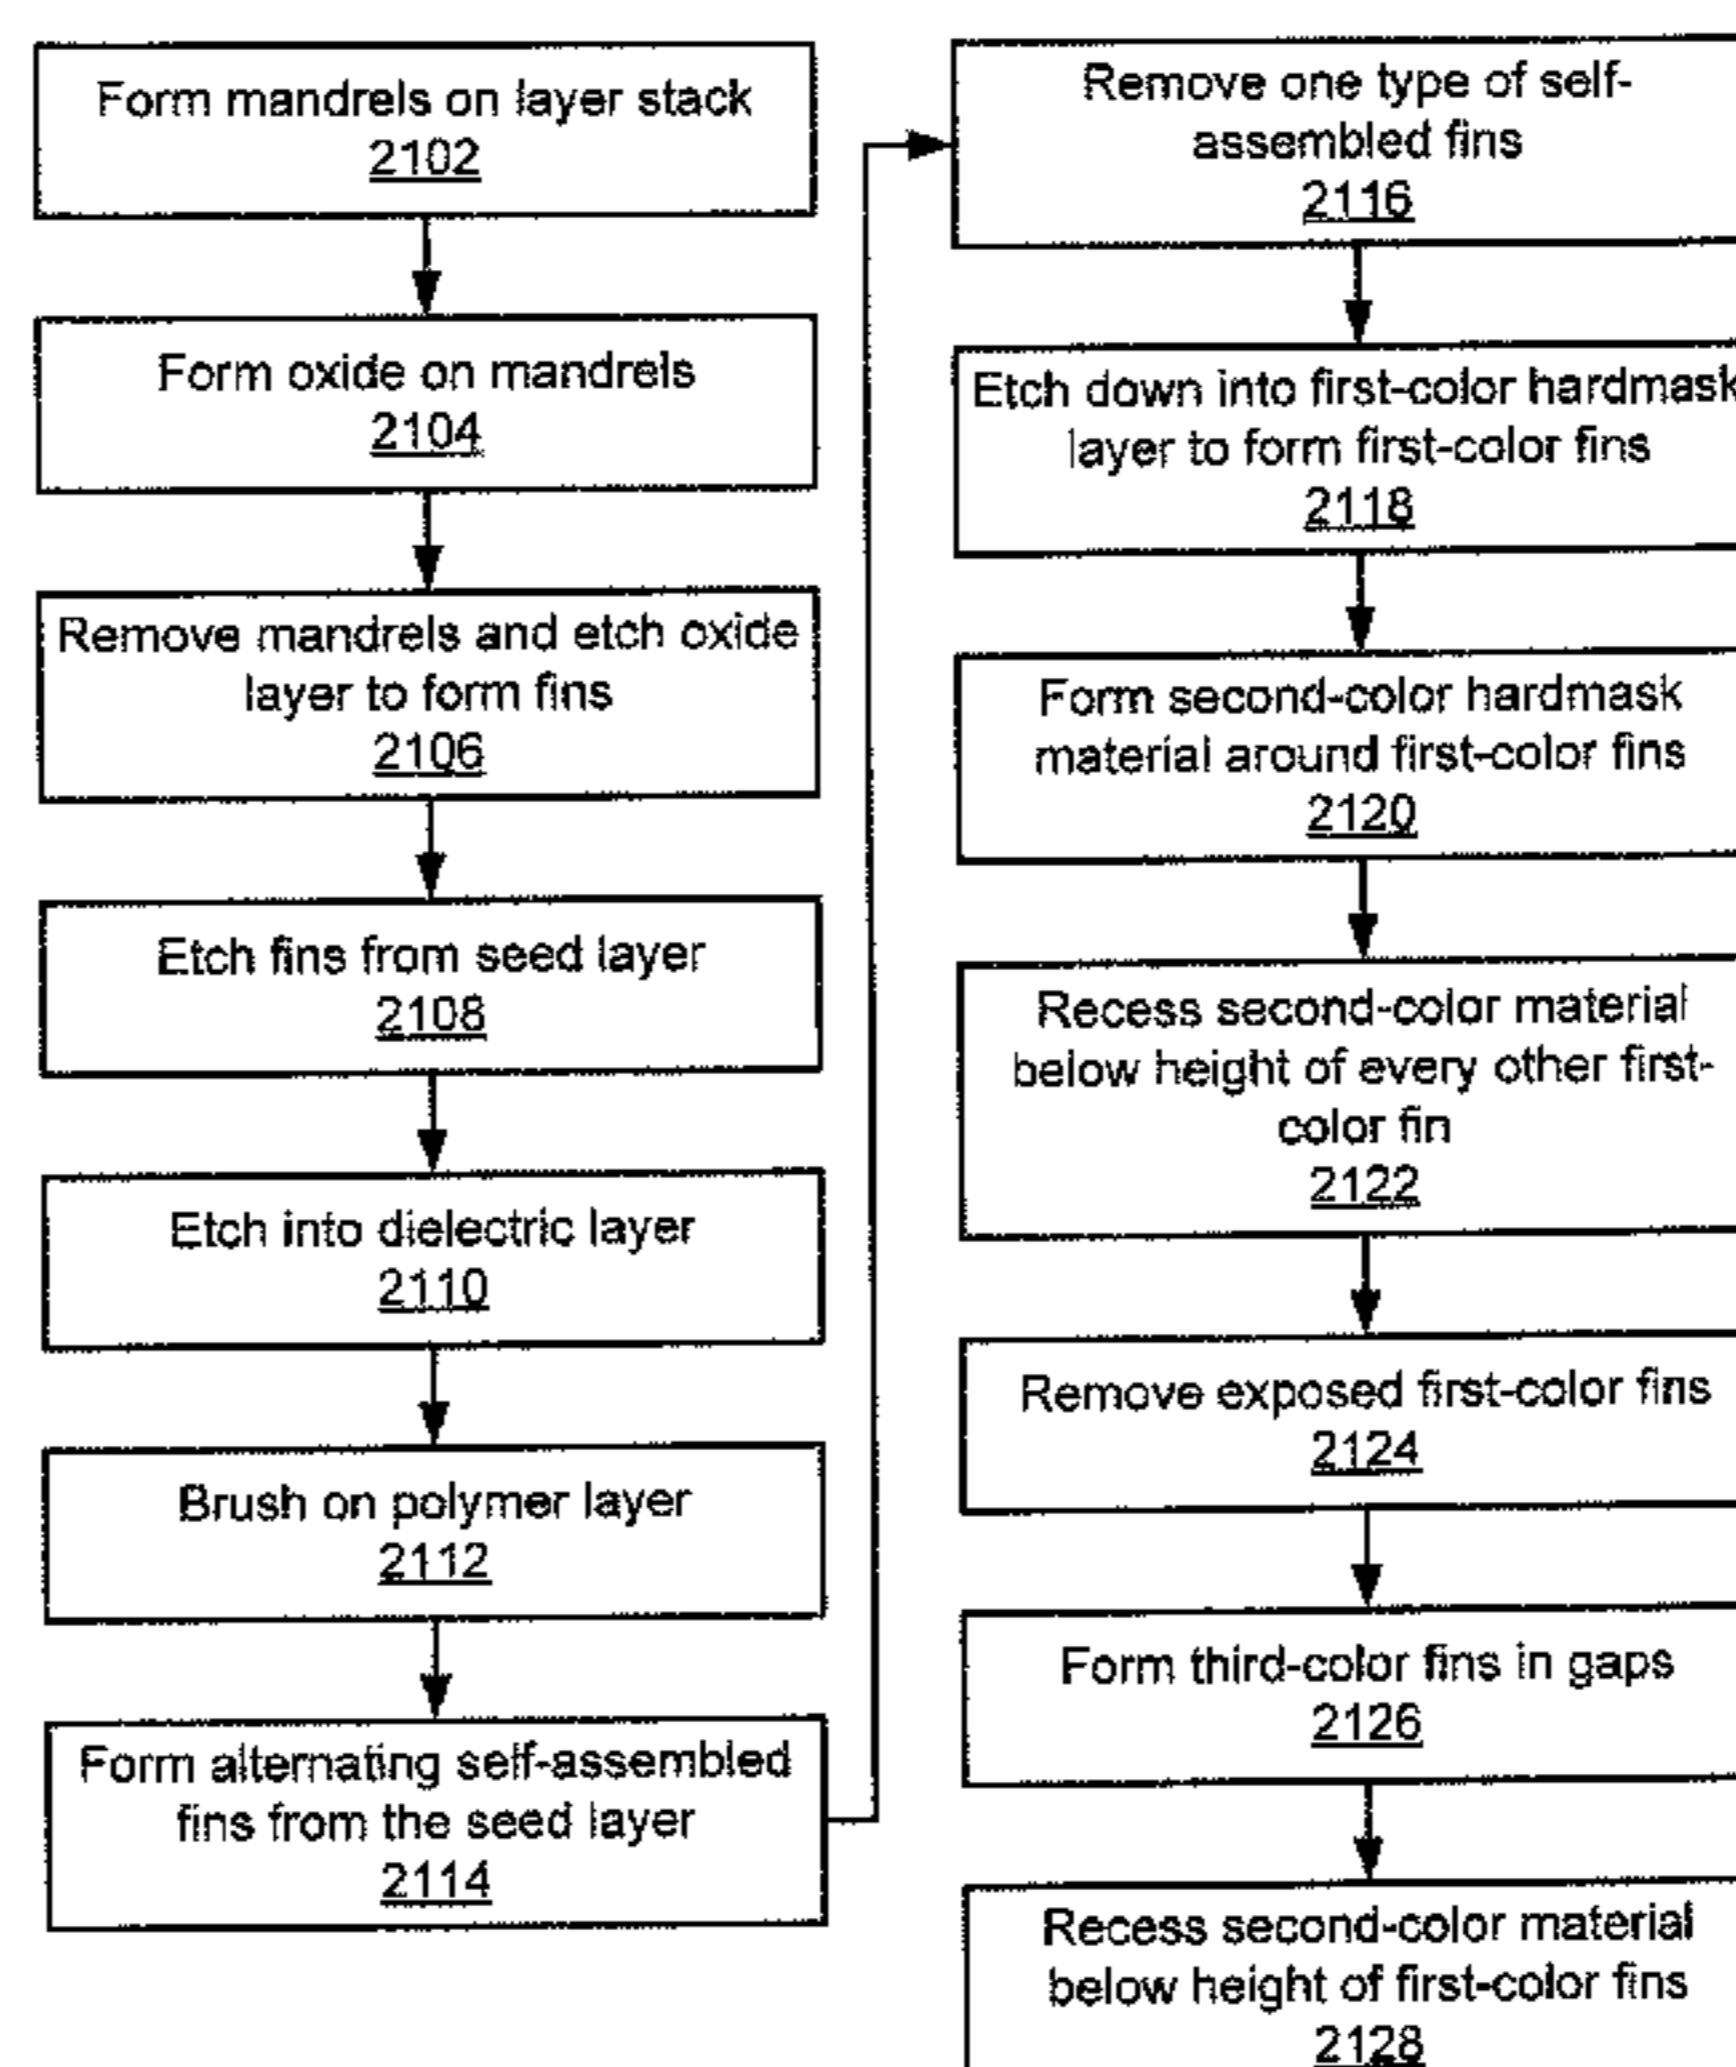 Form mandrels on layer stack
2102
Form oxide on mandrels
2104
Remove mandrels and etch oxide
layer to form fins
2106
Etch fins from seed layer
2108
Etch into dielectric layer
2110
Brush on polymer layer
2112
Form alternating self-assembled
fins from the seed layer
2114
Remove one type of self-
assembled fins
2116
Etch down into first-color hardmask
layer to form first-color fins
2118
Form second-color hardmask
material around first-color fins
2120
Recess second-color material
below height of every other first-
color fin
2122
Remove exposed first-color fins
2124
Form third-color fins in gaps
2126
Recess second-color material
below height of first-color fins
2128